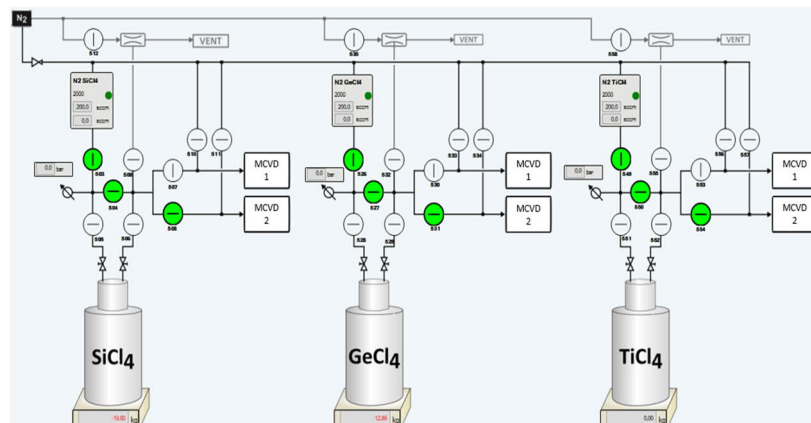 N2
512
VENT
536
VENT
558
VENT
N2 SiCl4
2000
200,0 sccm
0,0 sccm
N2 GeCl4
2000
200,0 sccm
0,0 sccm
N2 TiCl4
2000
200,0 sccm
0,0 sccm
510
511
533
534
556
557
0,0 bar
503
507
MCVD
1
0,0 bar
526
532
530
MCVD
1
0,0 bar
549
555
553
MCVD
1
504
MCVD
2
527
531
MCVD
2
550
554
MCVD
2
505
506
551
552
SiCl4
GeCl4
TiCl4
0,00 kg